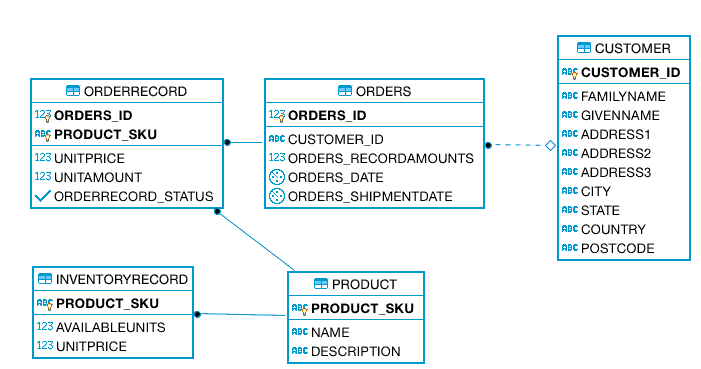 ORDERRECORD
123 ORDERS_ID
ABC PRODUCT_SKU
123 UNITPRICE
123 UNITAMOUNT
ORDERRECORD_STATUS
ORDERS
123 ORDERS_ID
ABC CUSTOMER_ID
123 ORDERS_RECORDAMOUNTS
ORDERS_DATE
ORDERS_SHIPMENTDATE
CUSTOMER
ABC CUSTOMER_ID
ABC FAMILYNAME
ABC GIVENNAME
ABC ADDRESS1
ABC ADDRESS2
ABC ADDRESS3
ABC CITY
ABC STATE
ABC COUNTRY
ABC POSTCODE
INVENTORYRECORD
ABC PRODUCT_SKU
123 AVAILABLEUNITS
123 UNITPRICE
PRODUCT
ABC PRODUCT_SKU
ABC NAME
ABC DESCRIPTION